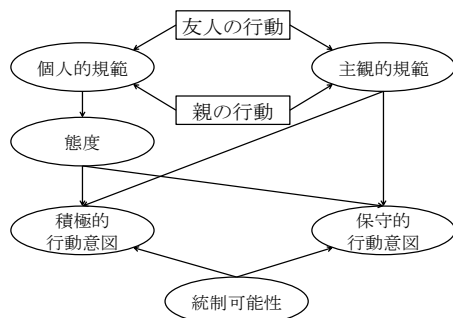 友人の行動
個人的規範
主観的規範
親の行動
態度
積極的
行動意図
保守的
行動意図
統制可能性